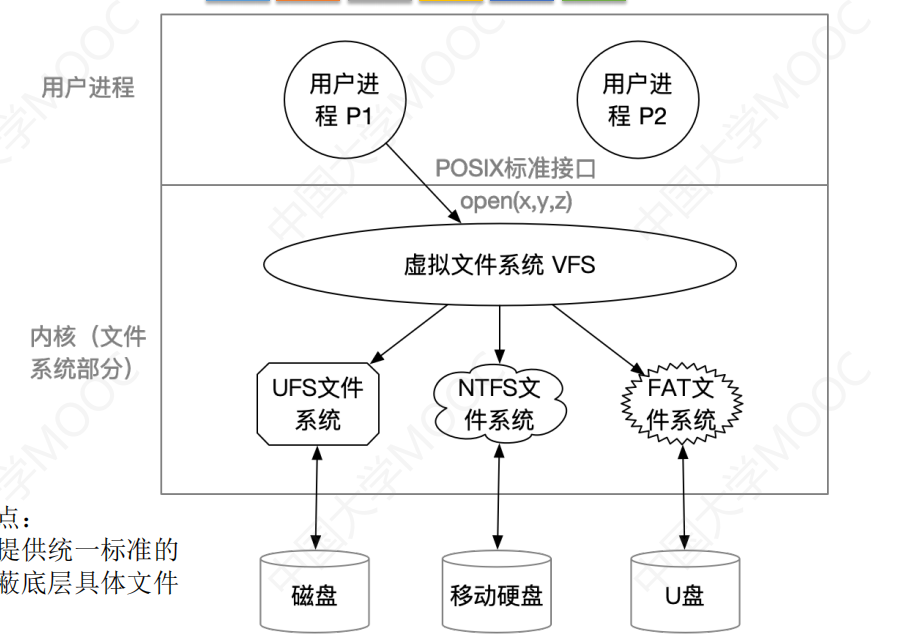 用户进程
用户进
程 P1
用户进
程 P2
POSIX标准接口
open(x,y,z)
虚拟文件系统 VFS
内核（文件
系统部分）
UFS文件
系统
NTFS文
件系统
FAT文
件系统
点：
提供统一标准的
蔽底层具体文件
磁盘
移动硬盘
U盘
中国大学MOOC